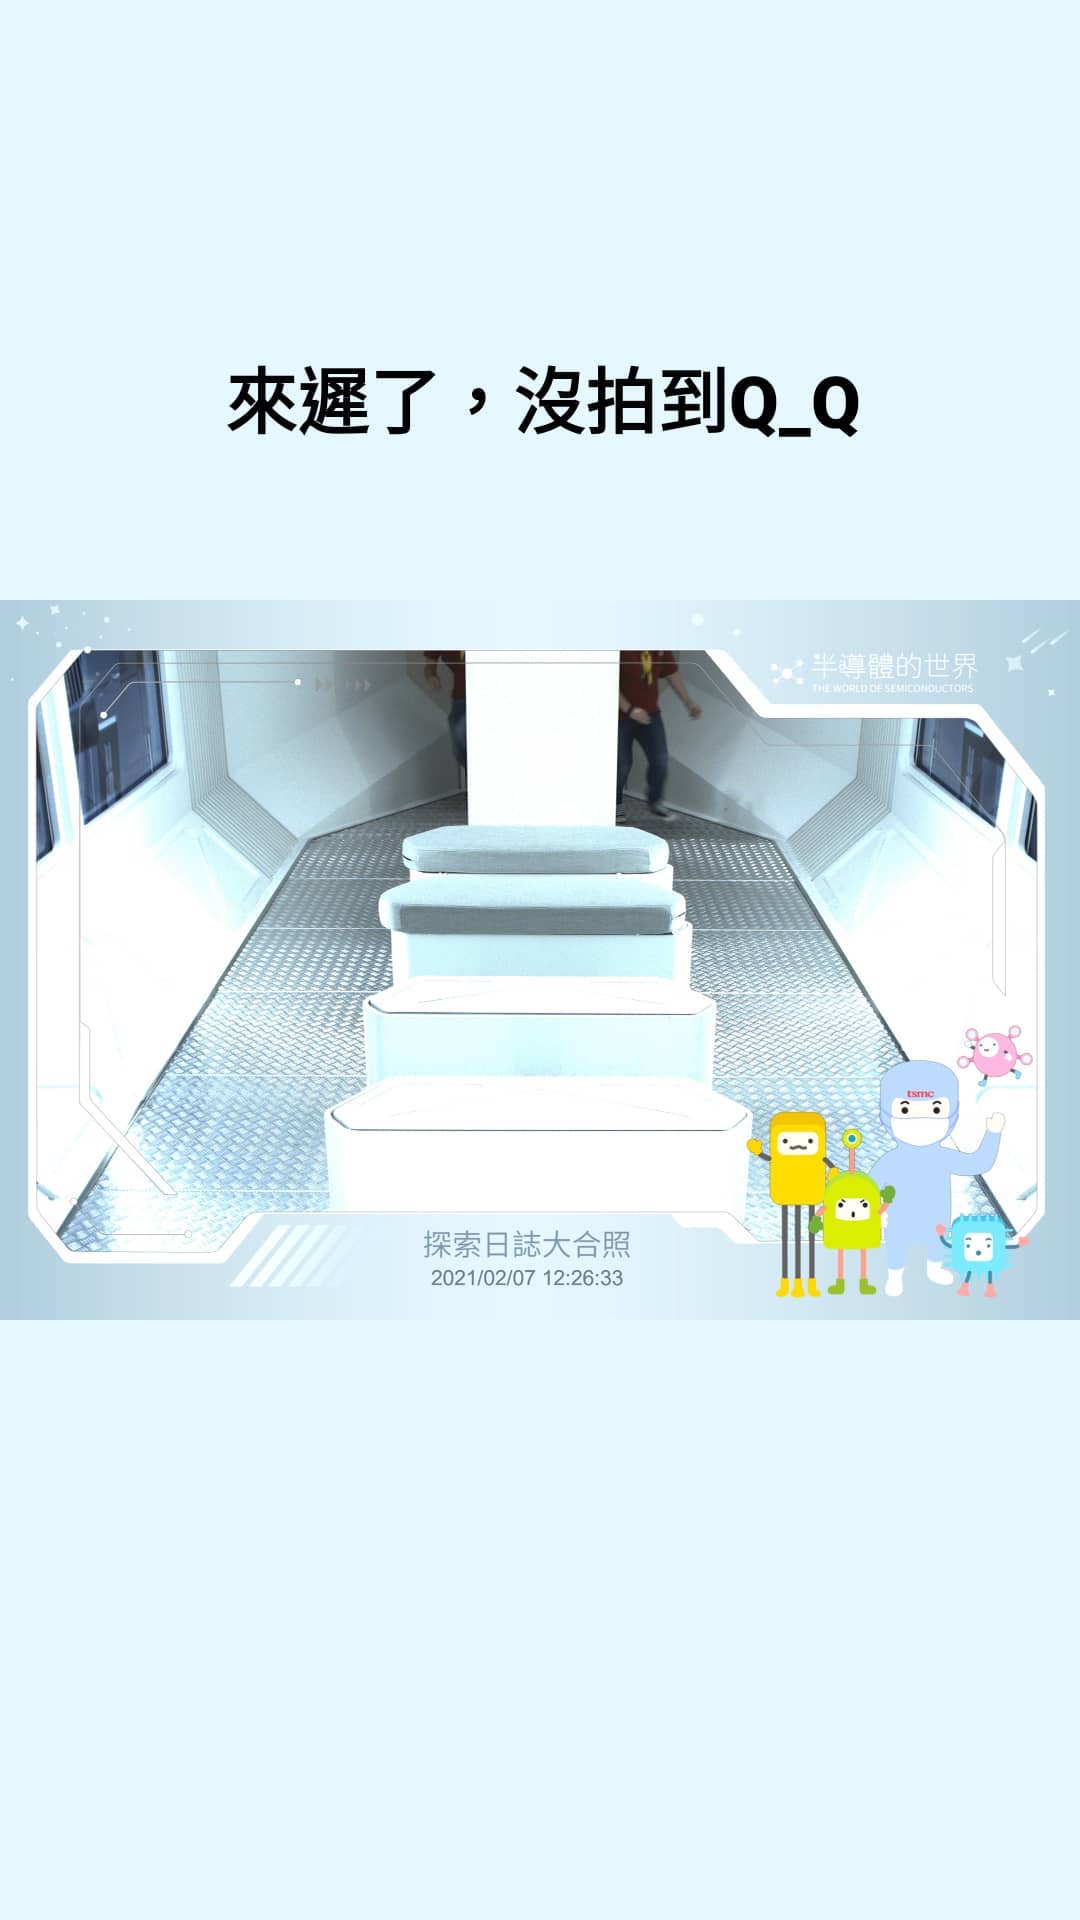 來遲了，沒拍到Q_Q
半導體的世界
THE WORLD OF SEMICONDUCTORS
tsmc
探索日誌大合照
2021/02/07 12:26:33